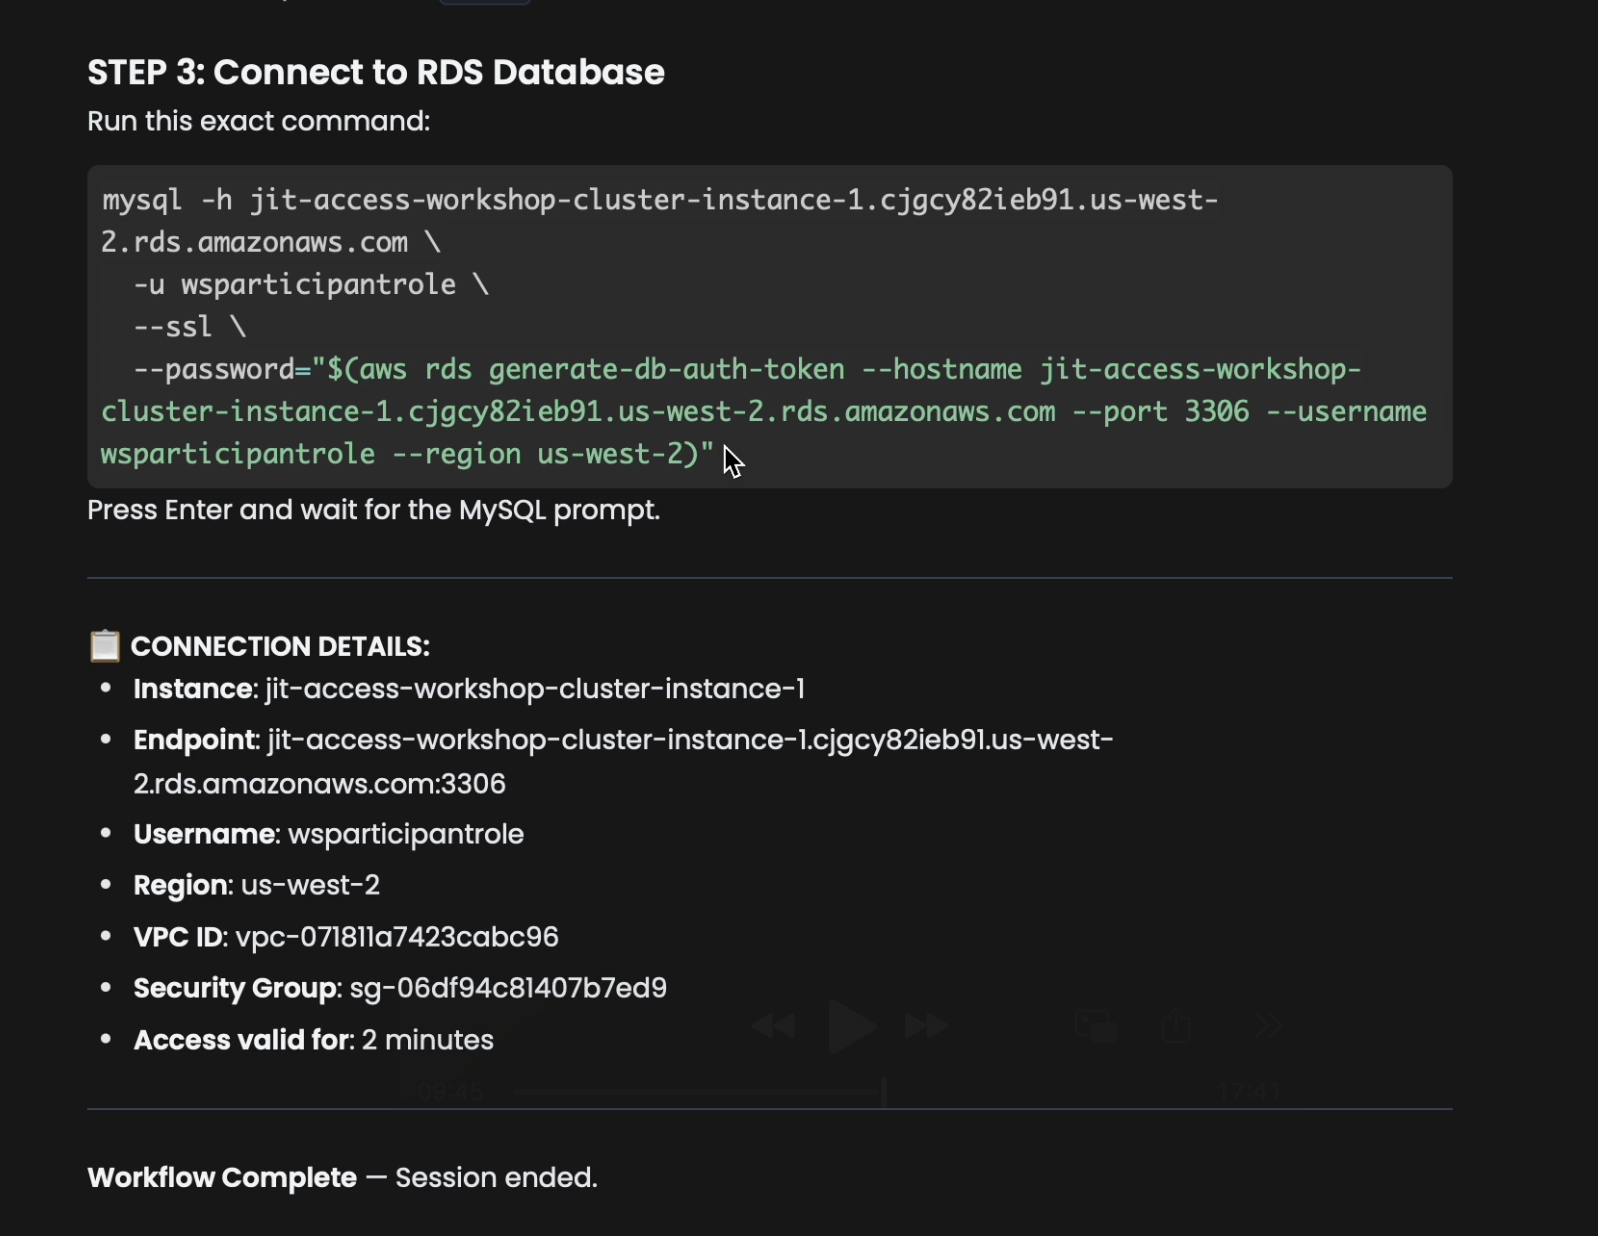 STEP 3: Connect to RDS Database
Run this exact command:
mysql -h jit-access-workshop-cluster-instance-1.cjgcy82ieb91.us-west-
2.rds.amazonaws.com \
-u wsparticipantrole \
--ssl \
--password="$(aws rds generate-db-auth-token --hostname jit-access-workshop-
cluster-instance-1.cjgcy82ieb91.us-west-2.rds.amazonaws.com --port 3306 --username
wsparticipantrole --region us-west-2)"
Press Enter and wait for the MySQL prompt.
📋 CONNECTION DETAILS:
• Instance: jit-access-workshop-cluster-instance-1
• Endpoint: jit-access-workshop-cluster-instance-1.cjgcy82ieb91.us-west-
2.rds.amazonaws.com:3306
• Username: wsparticipantrole
• Region: us-west-2
• VPC ID: vpc-071811a7423cabc96
• Security Group: sg-06df94c81407b7ed9
• Access valid for: 2 minutes
09:45
17:41
Workflow Complete — Session ended.